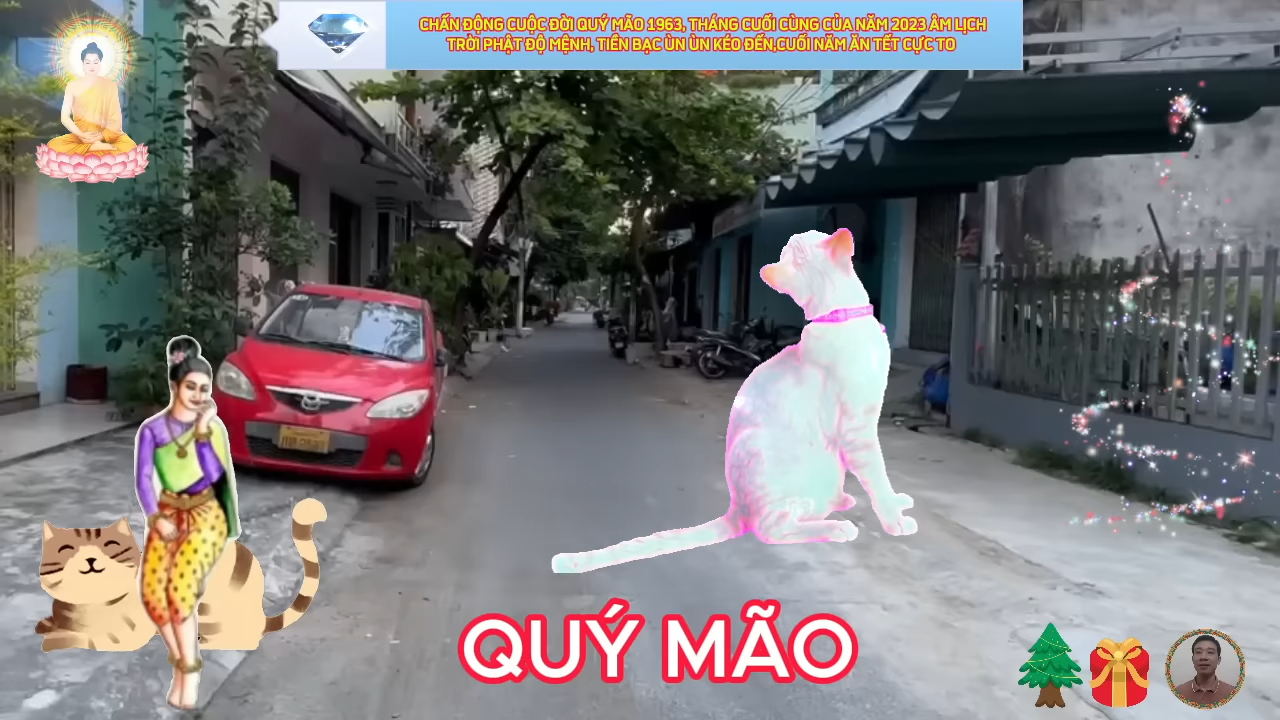 CHẤN ĐỘNG CUỘC ĐỜI QUÝ MÃO 1963, THÁNG CUỐI CÙNG CỦA NĂM 2023 ÂM LỊCH
TRỜI PHẬT ĐỘ MỆNH, TIỀN BẠC ÙN ÙN KÉO ĐẾN,CUỐI NĂM ĂN TẾT CỰC TO
QUÝ MÃO